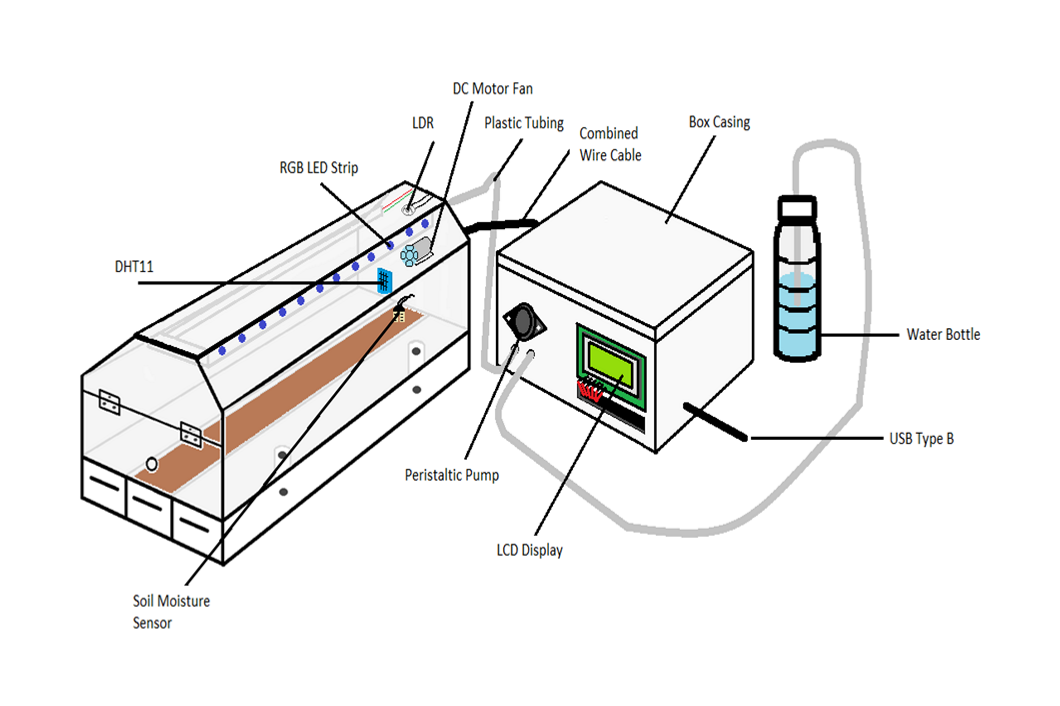 DC Motor Fan
LDR
Plastic Tubing
Combined
Wire Cable
Box Casing
RGB LED Strip
DHT11
Water Bottle
USB Type B
Peristaltic Pump
LCD Display
Soil Moisture
Sensor